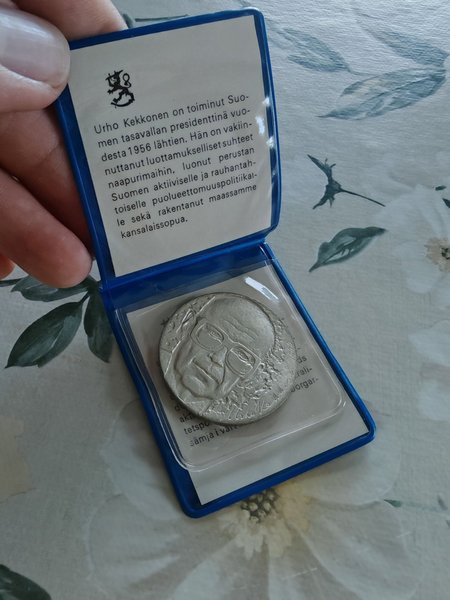 Urho Kekkonen on toiminut Suo-
men tasavallan presidenttinä vuo-
desta 1956 lähtien. Hän on vakiin-
nuttanut luottamukselliset suhteet
naapurimaihin, luonut perustan
Suomen aktiiviselle ja rauhantah-
toiselle puolueettomuuspolitiikal-
le sekä rakentanut maassamme
kansalaissopua.